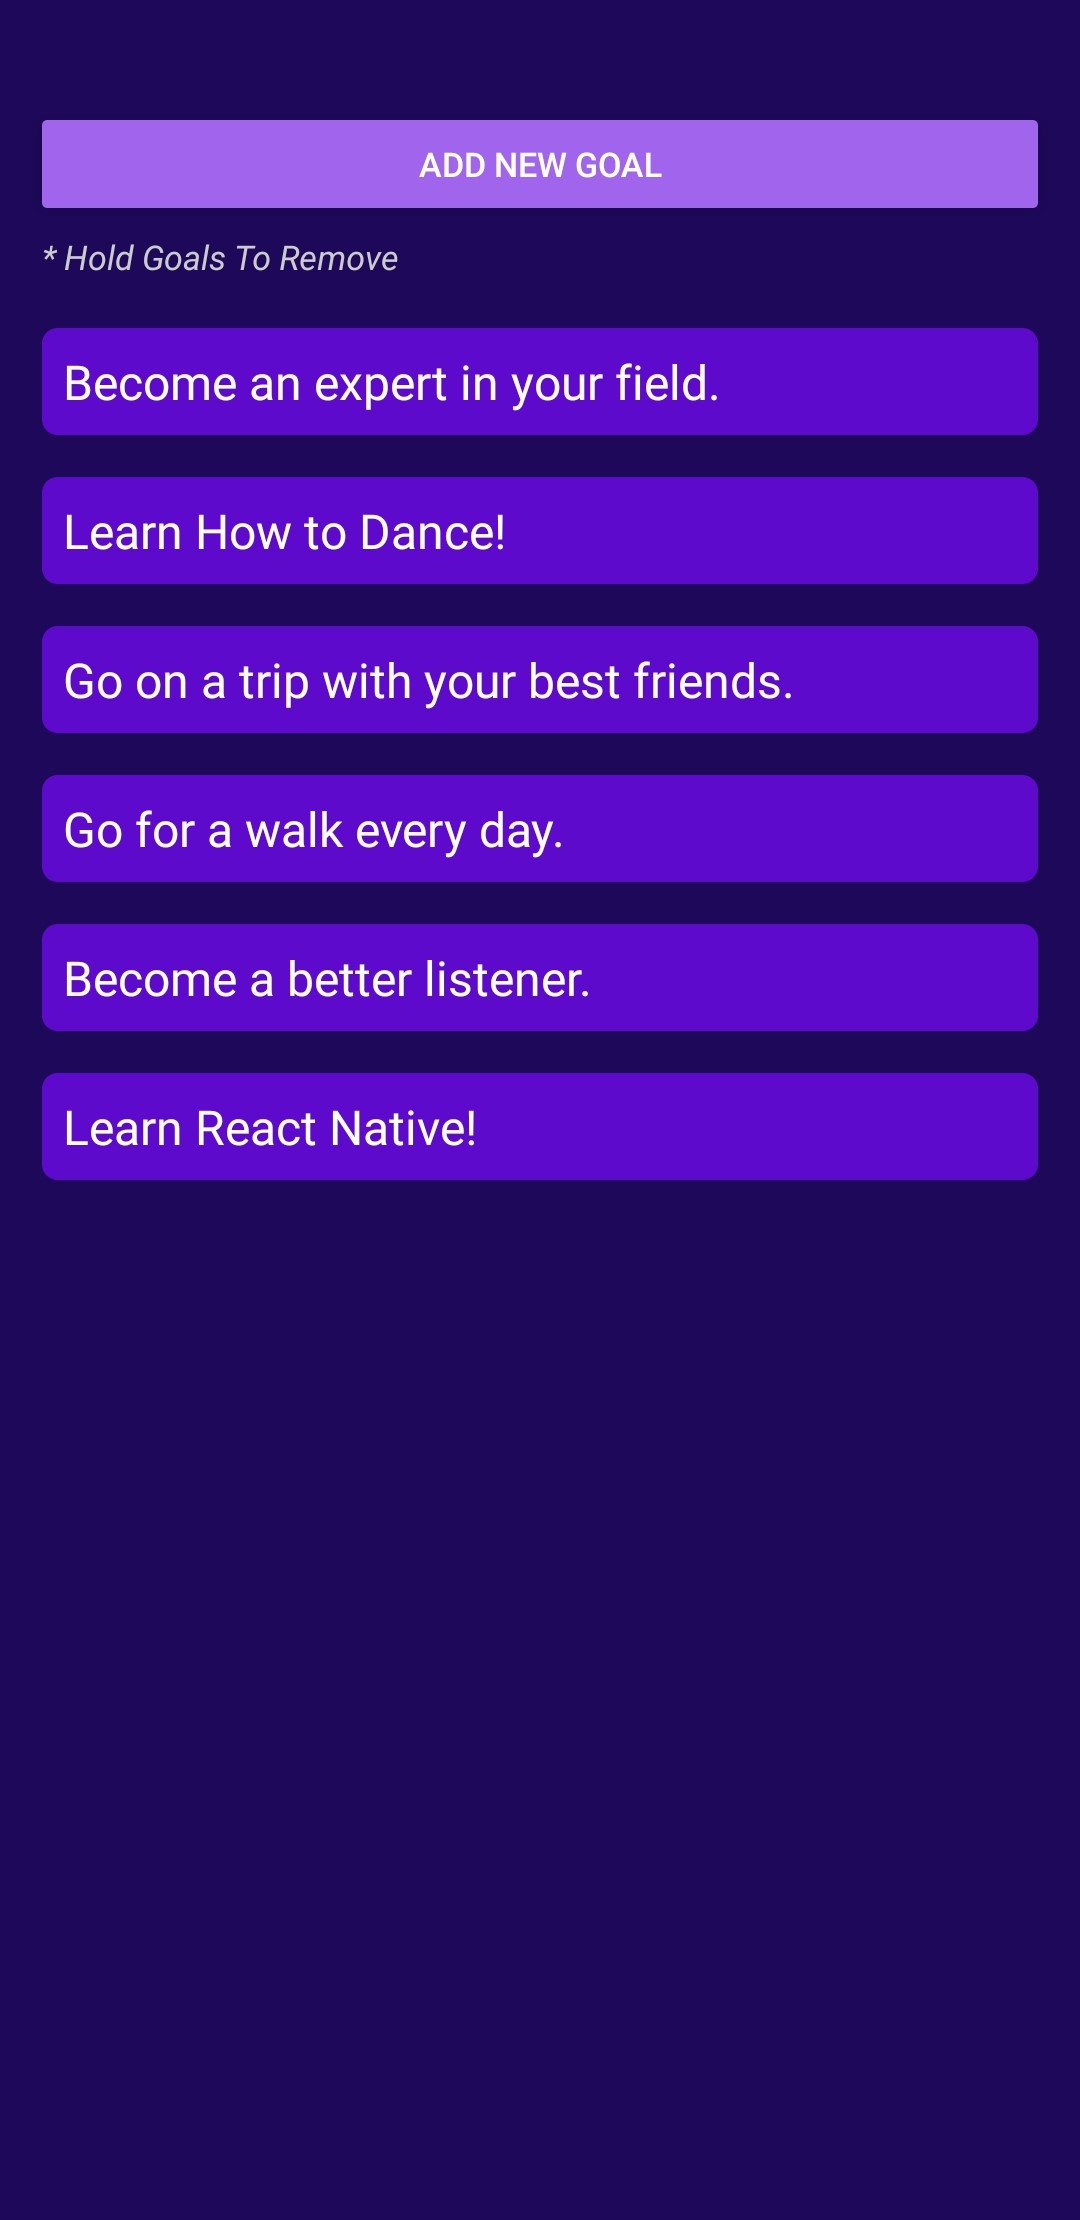 ADD NEW GOAL
* Hold Goals To Remove
Become an expert in your field.
Learn How to Dance!
Go on a trip with your best friends.
Go for a walk every day.
Become a better listener.
Learn React Native!